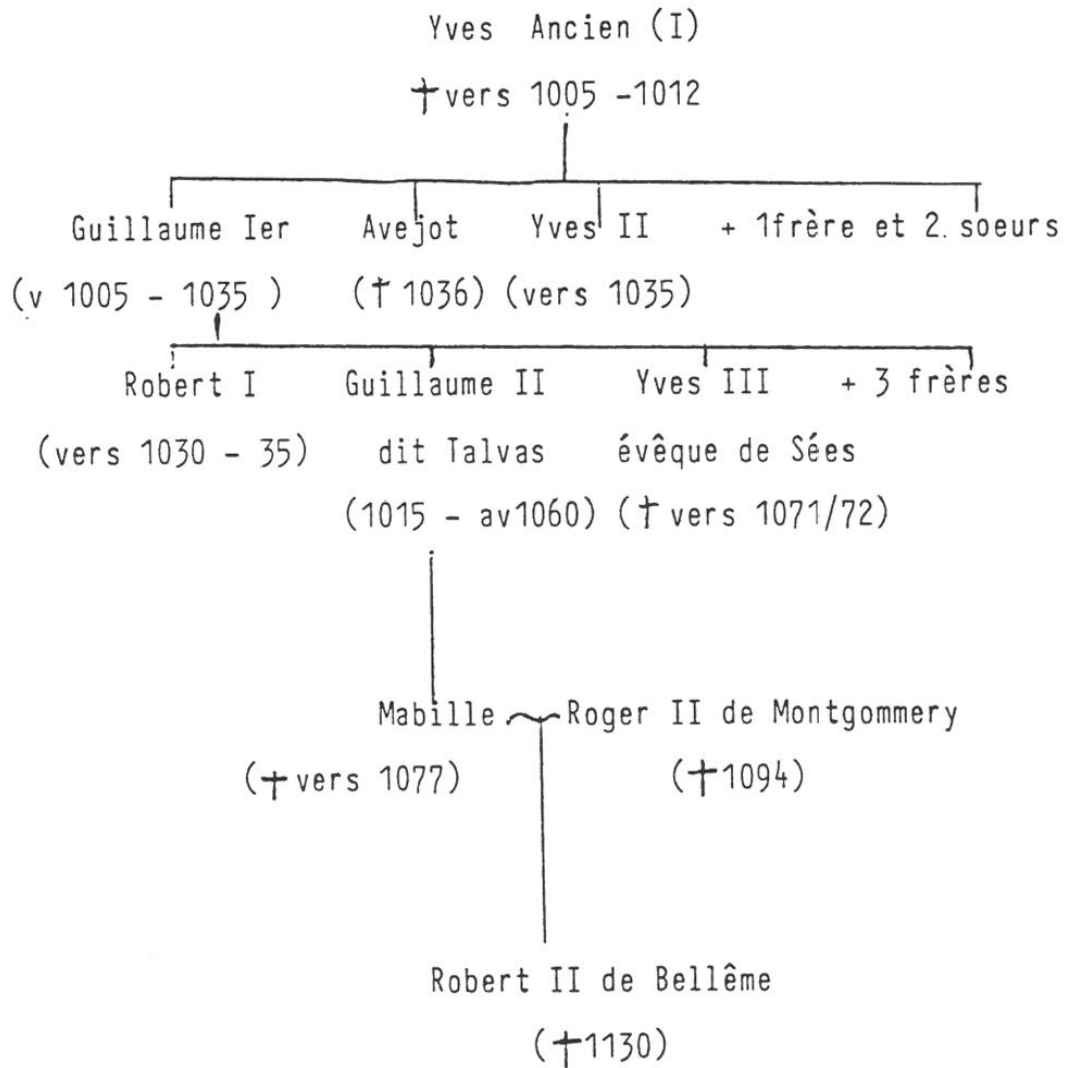 Yves Ancien (I)
† vers 1005 -1012
Guillaume Ier Avejot Yves II + 1frère et 2. soeurs
(v 1005 - 1035 ) († 1036) (vers 1035)
Robert I Guillaume II Yves III + 3 frères
(vers 1030 - 35) dit Talvas évêque de Sées
(1015 - av1060) († vers 1071/72)
Mabille Roger II de Montgommery
(† vers 1077) (†1094)
Robert II de Bellême
(†1130)